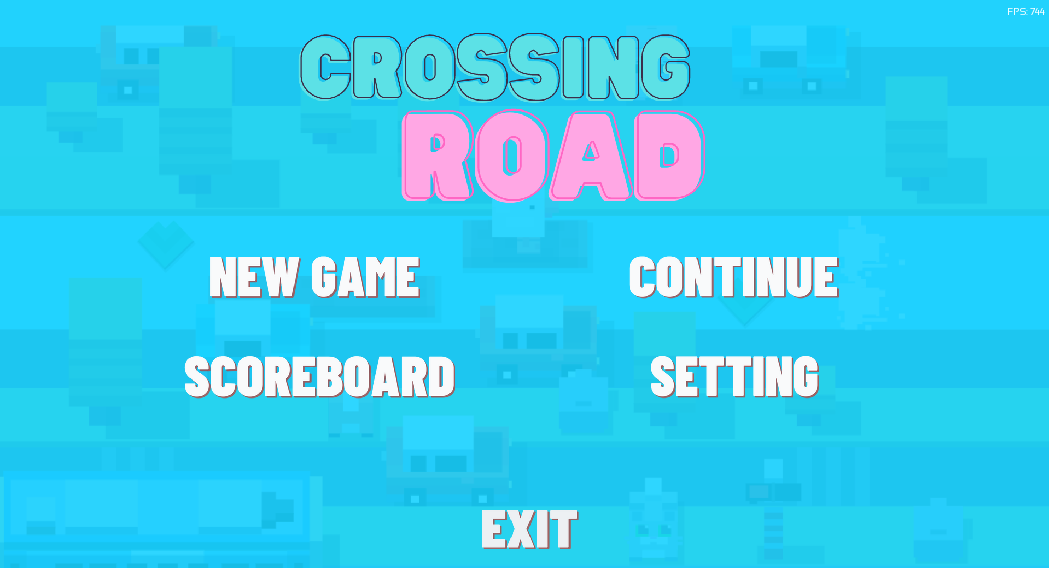 FPS: 744
CROSSING
ROAD
NEW GAME
CONTINUE
SCOREBOARD
SETTING
EXIT